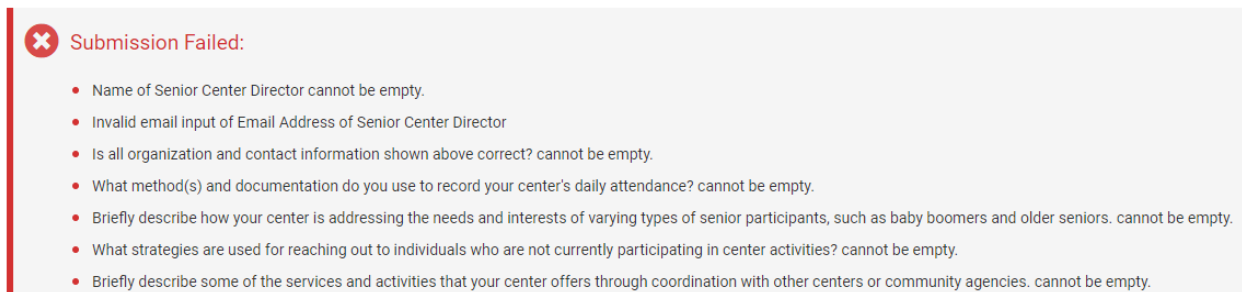 Submission Failed:
Name of Senior Center Director cannot be empty.
Invalid email input of Email Address of Senior Center Director
Is all organization and contact information shown above correct? cannot be empty.
What method(s) and documentation do you use to record your center's daily attendance? cannot be empty.
Briefly describe how your center is addressing the needs and interests of varying types of senior participants, such as baby boomers and older seniors. cannot be empty.
What strategies are used for reaching out to individuals who are not currently participating in center activities? cannot be empty.
Briefly describe some of the services and activities that your center offers through coordination with other centers or community agencies. cannot be empty.